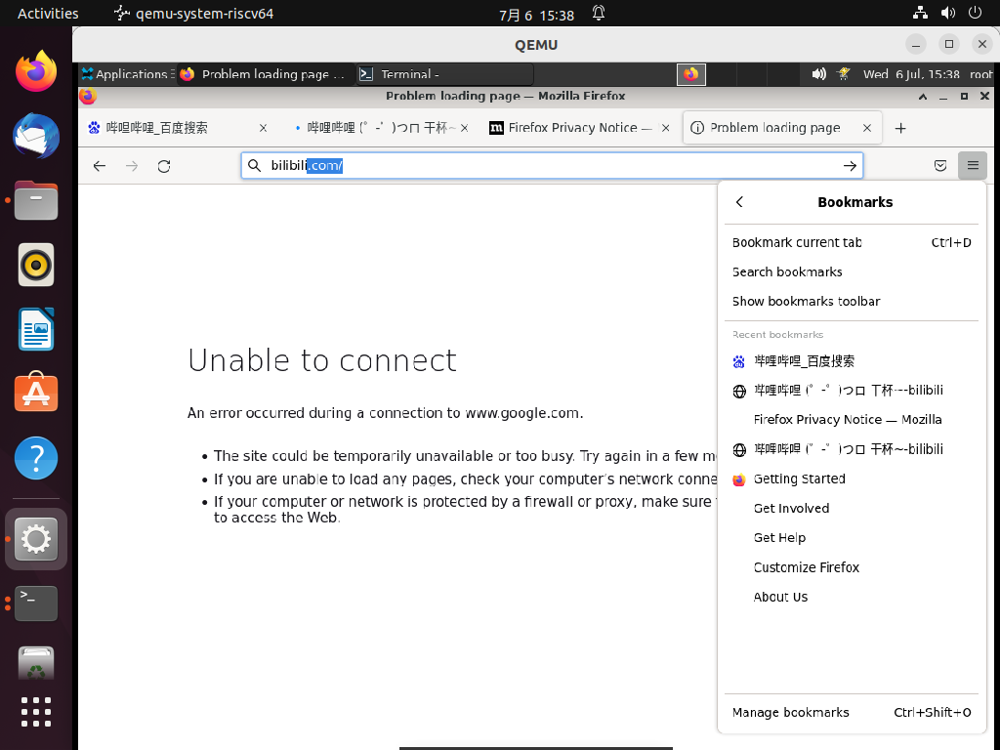 Activities qemu-system-riscv64 7月 6 15:38
QEMU
Applications Problem loading page ... Terminal - Wed 6 Jul, 15:38 root
Problem loading page — Mozilla Firefox
哔哩哔哩_百度搜索 哔哩哔哩 (゜-゜)つロ 干杯~ Firefox Privacy Notice — Problem loading page
bilibili.com/
Bookmarks
Bookmark current tab Ctrl+D
Search bookmarks
Show bookmarks toolbar
Recent bookmarks
哔哩哔哩_百度搜索
哔哩哔哩 (゜-゜)つロ 干杯~-bilibili
Firefox Privacy Notice — Mozilla
哔哩哔哩 (゜-゜)つロ 干杯~-bilibili
Getting Started
Get Involved
Get Help
Customize Firefox
About Us
Manage bookmarks Ctrl+Shift+O
Unable to connect
An error occurred during a connection to www.google.com.
The site could be temporarily unavailable or too busy. Try again in a few
If you are unable to load any pages, check your computer's network
If your computer or network is protected by a firewall or proxy, make sure
to access the Web.